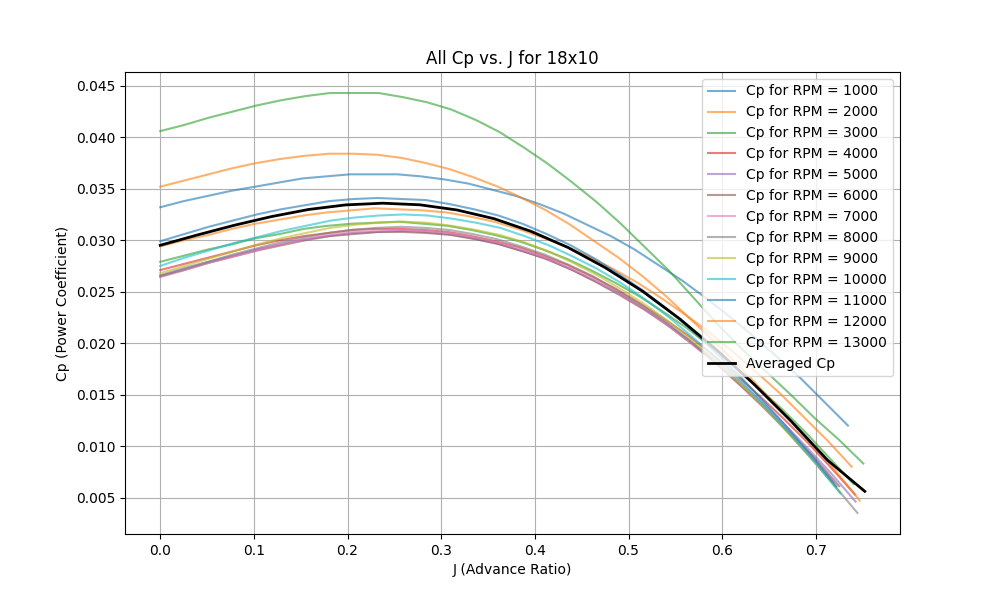 All Cp vs. J for 18x10
Cp (Power Coefficient)
0.045
0.040
0.035
0.030
0.025
0.020
0.015
0.010
0.005
Cp for RPM = 1000
Cp for RPM = 2000
Cp for RPM = 3000
Cp for RPM = 4000
Cp for RPM = 5000
Cp for RPM = 6000
Cp for RPM = 7000
Cp for RPM = 8000
Cp for RPM = 9000
Cp for RPM = 10000
Cp for RPM = 11000
Cp for RPM = 12000
Cp for RPM = 13000
Averaged Cp
0.0 0.1 0.2 0.3 0.4 0.5 0.6 0.7
J (Advance Ratio)